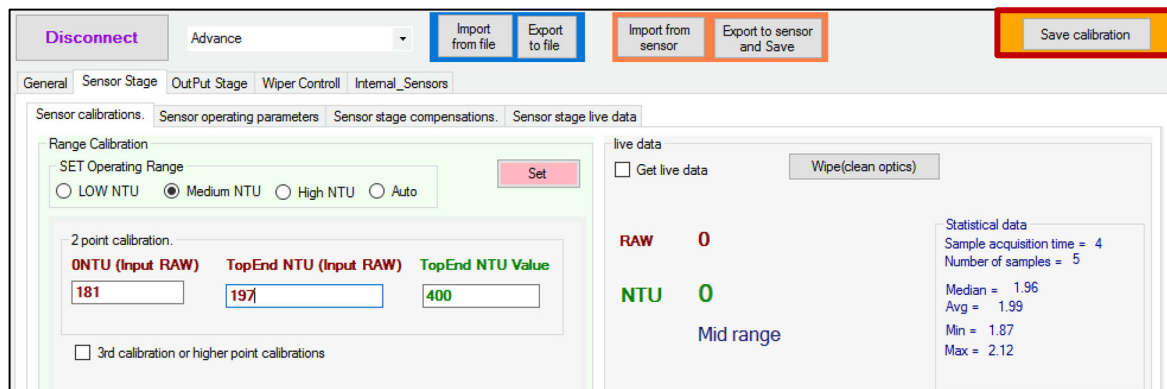 Disconnect
Advance
Import from file
Export to file
Import from sensor
Export to sensor and Save
Save calibration
General
Sensor Stage
OutPut Stage
Wiper Controll
Internal_Sensors
Sensor calibrations.
Sensor operating parameters
Sensor stage compensations.
Sensor stage live data
Range Calibration
SET Operating Range
LOW NTU
Medium NTU
High NTU
Auto
Set
2 point calibration.
0NTU (Input RAW)
TopEnd NTU (Input RAW)
TopEnd NTU Value
181
197
400
3rd calibration or higher point calibrations
live data
Get live data
Wipe(clean optics)
RAW 0
NTU 0
Mid range
Statistical data
Sample acquisition time = 4
Number of samples = 5
Median = 1.96
Avg = 1.99
Min = 1.87
Max = 2.12